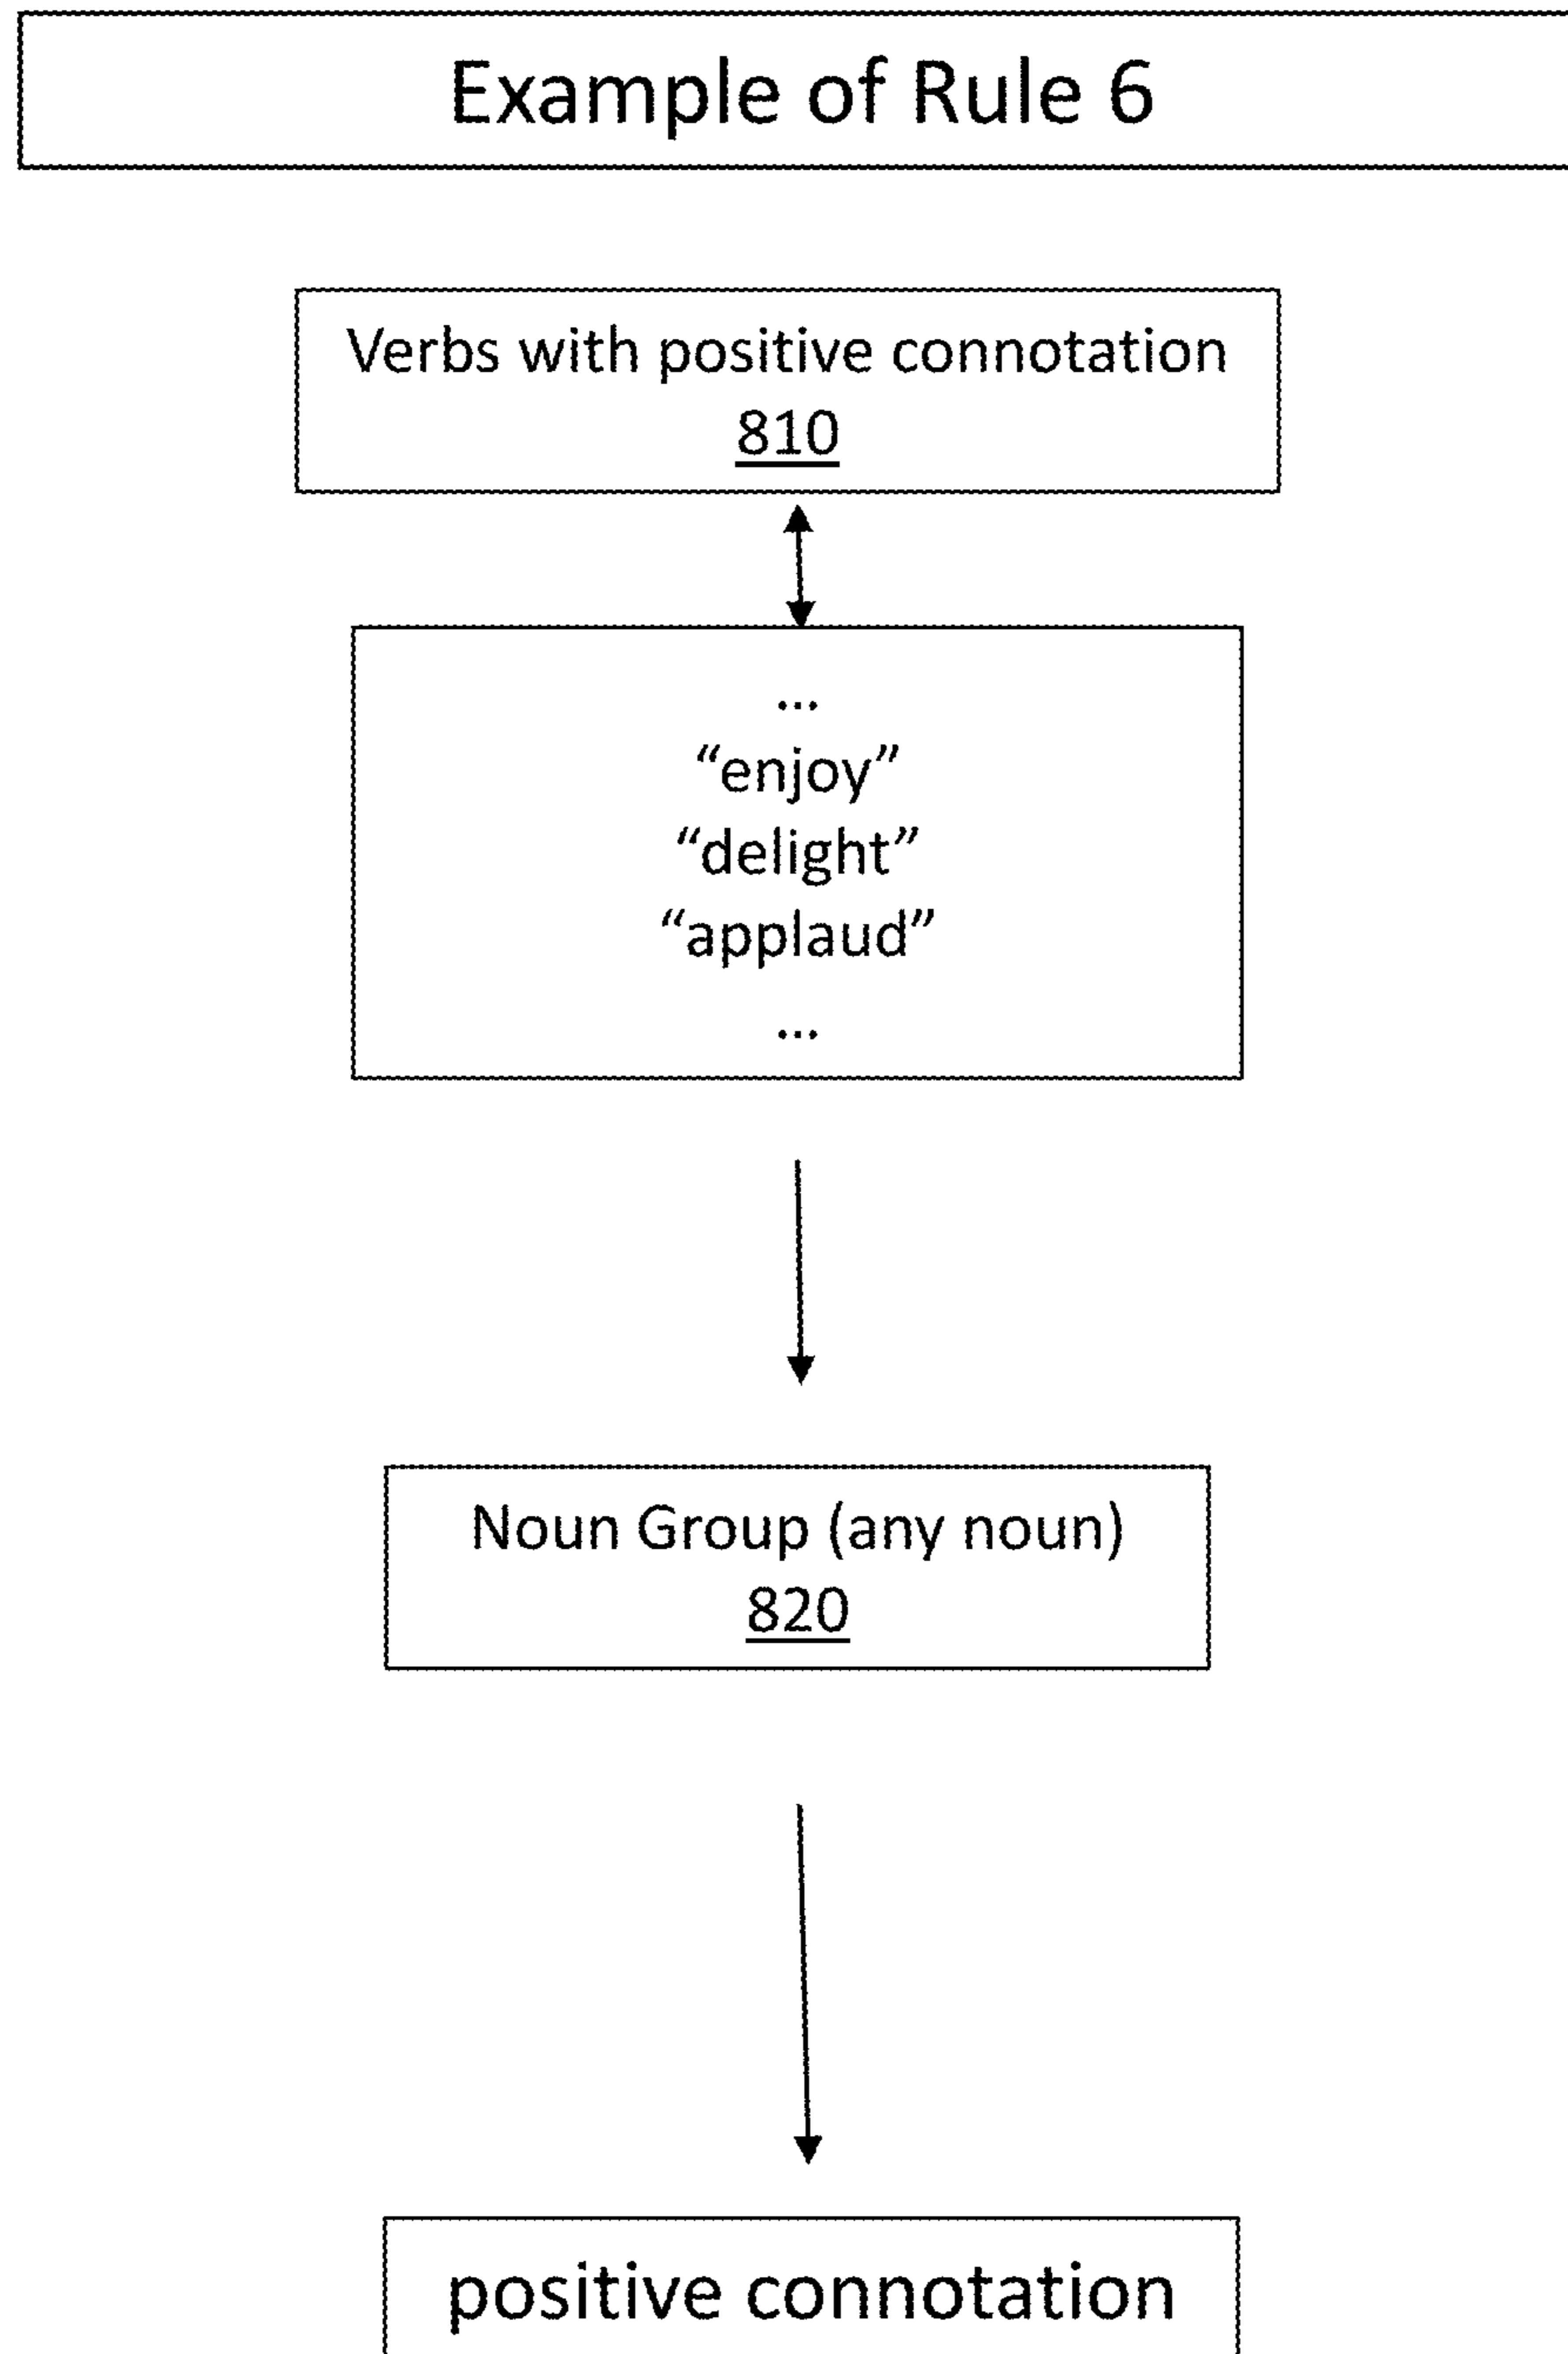 Example of Rule 6
Verbs with positive connotation
810
...
“enjoy”
“delight”
“applaud”
...
Noun Group (any noun)
820
positive connotation